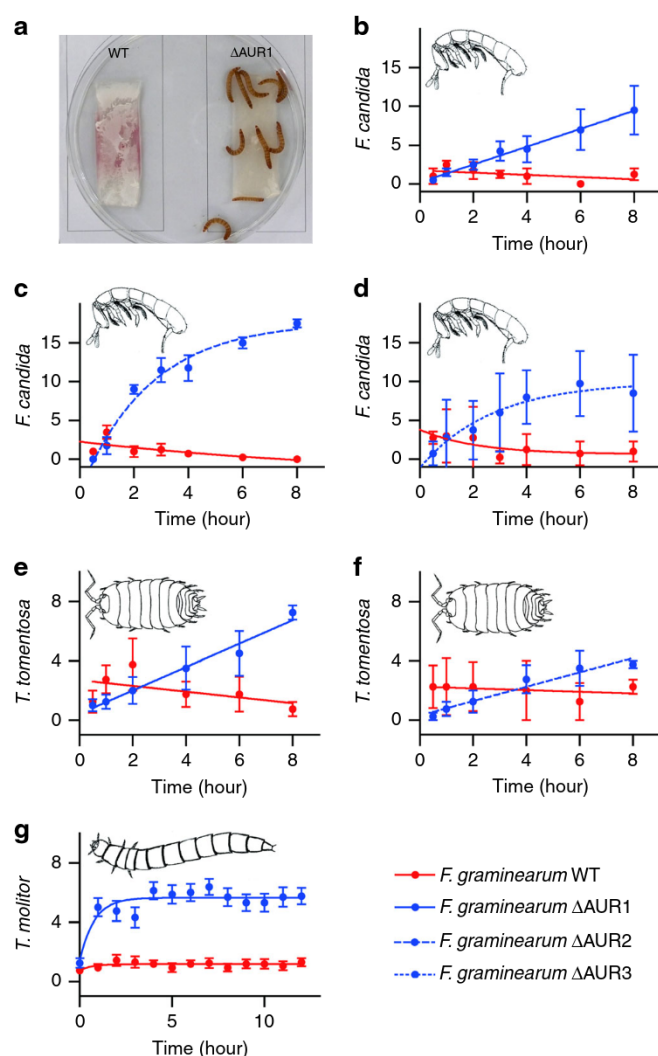 a
WT
ΔAUR1
b
F. candida
15
10
5
0
0 2 4 6 8
Time (hour)
c
F. candida
15
10
5
0
0 2 4 6 8
Time (hour)
d
F. candida
15
10
5
0
0 2 4 6 8
Time (hour)
e
T. tomentosa
8
4
0
0 2 4 6 8
Time (hour)
f
T. tomentosa
8
4
0
0 2 4 6 8
Time (hour)
g
T. molitor
8
4
0
0 5 10
Time (hour)
F. graminearum WT
F. graminearum ΔAUR1
F. graminearum ΔAUR2
F. graminearum ΔAUR3